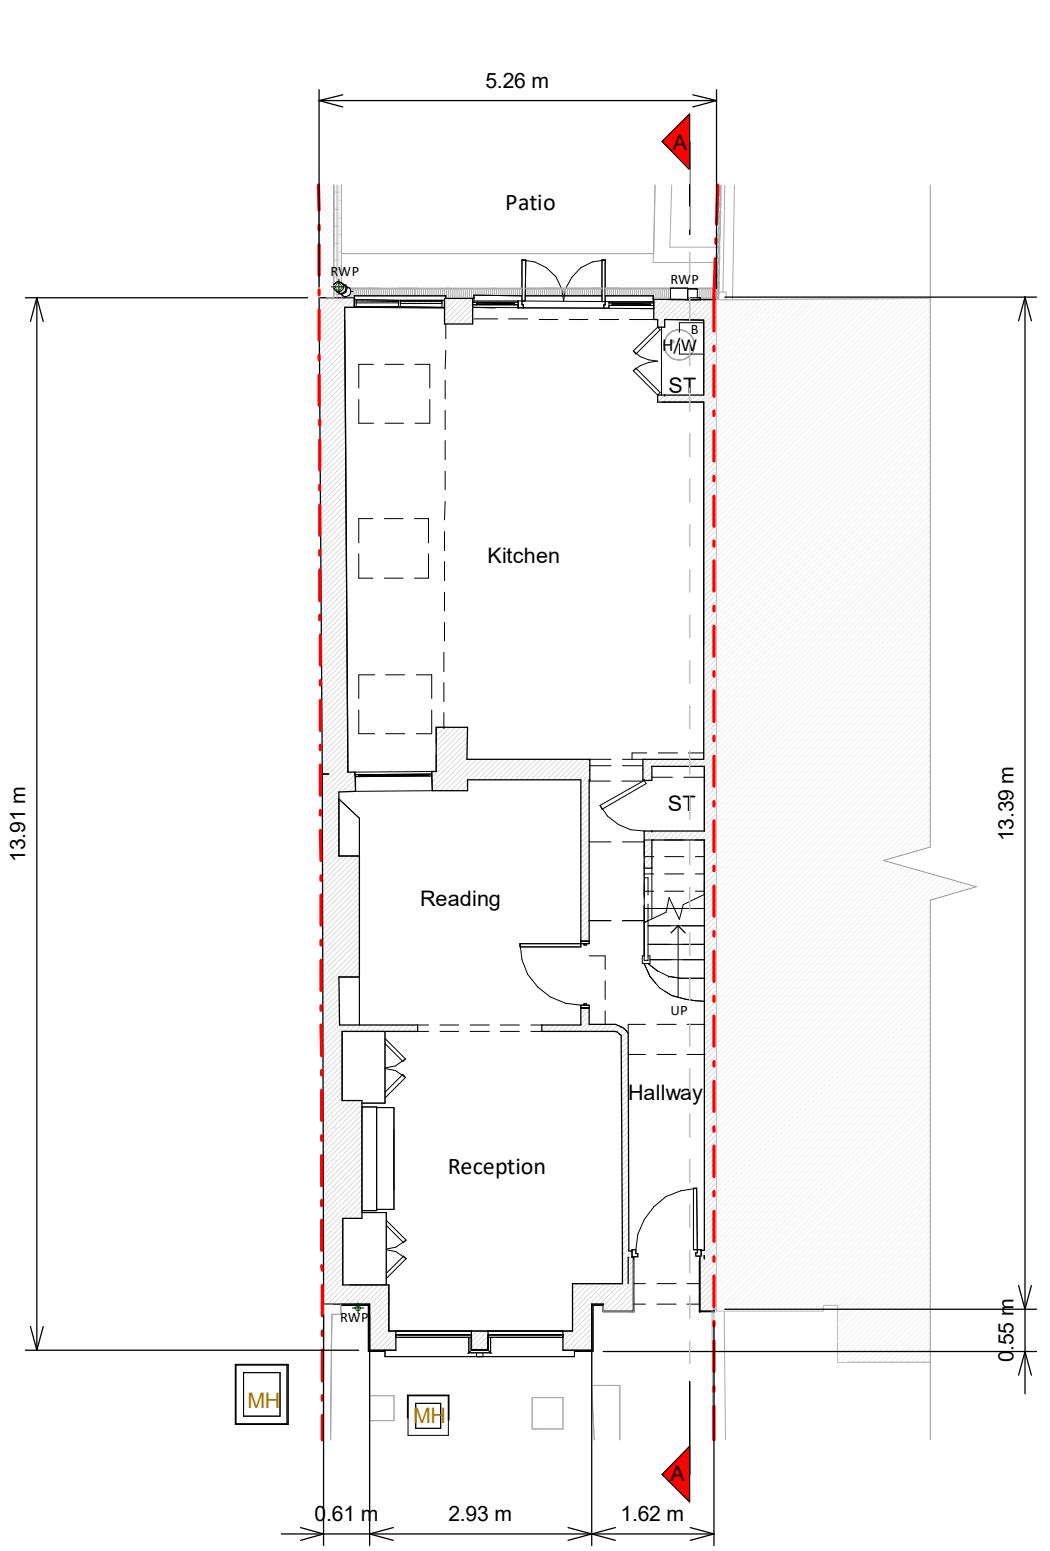 5.26 m
A
Patio
RWP
RWP
B
H/W
ST
Kitchen
13.91 m
13.39 m
ST
Reading
UP
Hallway
Reception
RWP
0.55 m
MH
MH
A
0.61 m
2.93 m
1.62 m